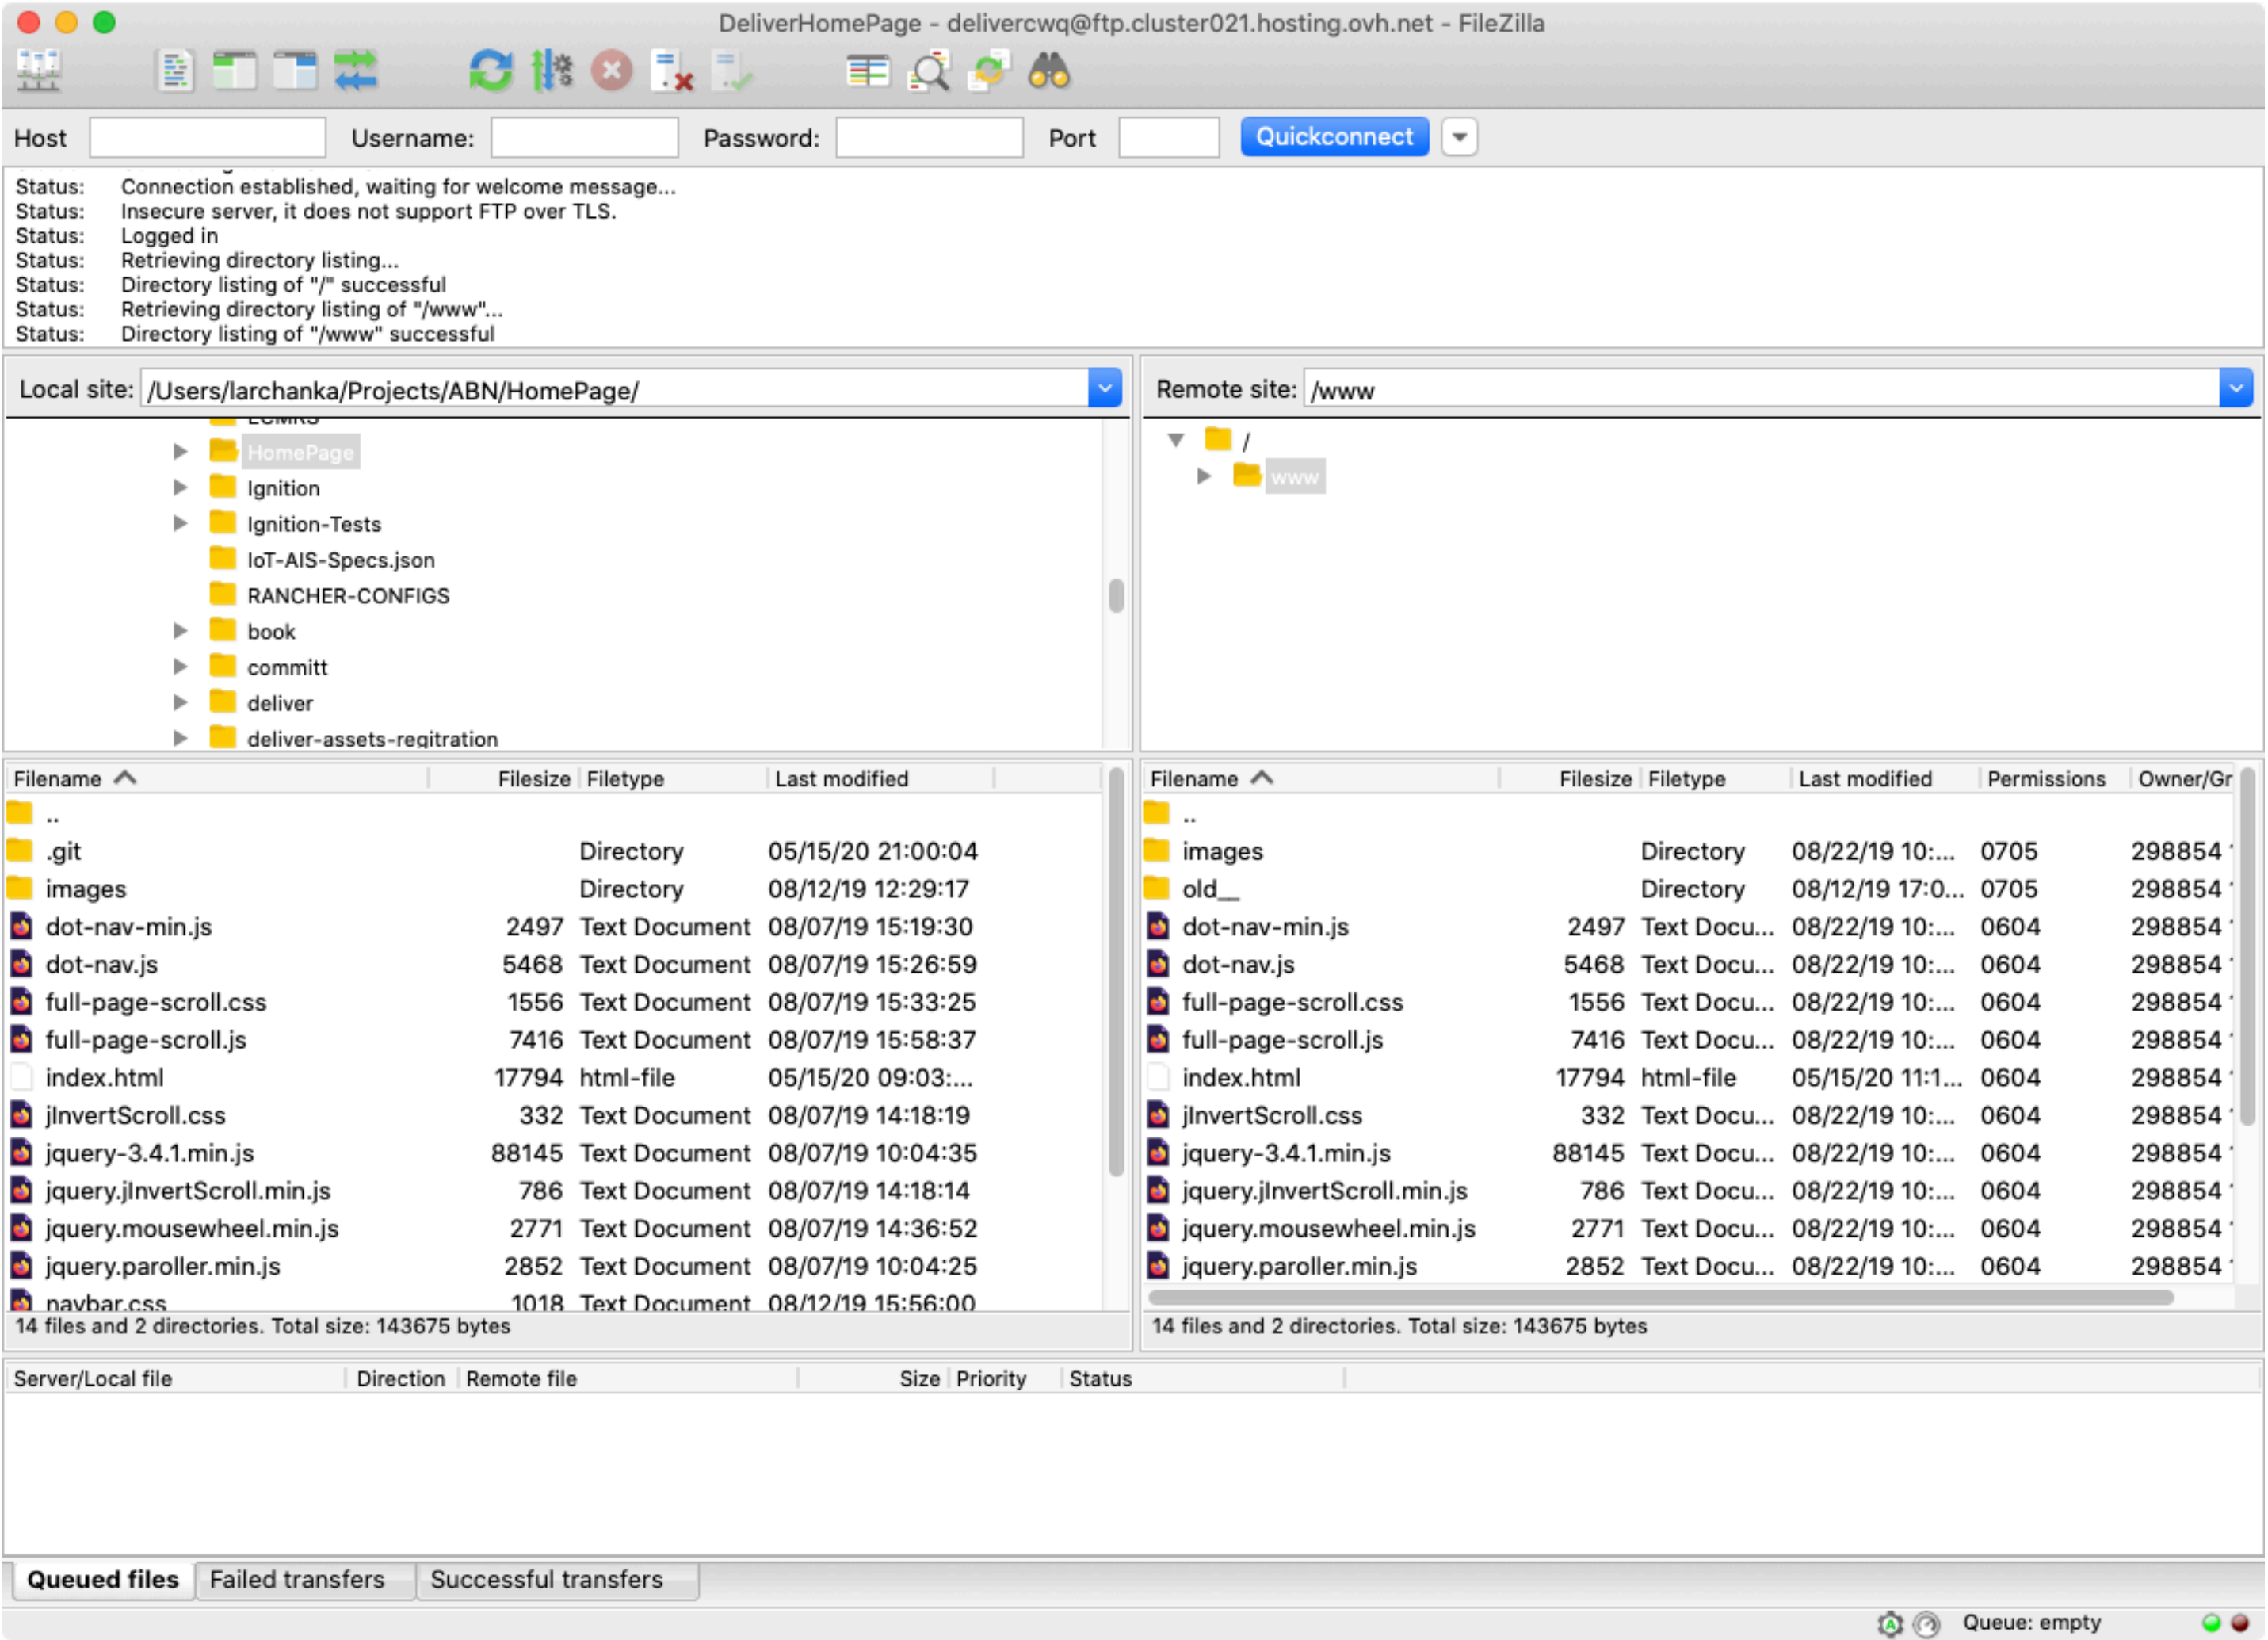 DeliverHomePage - delivercwq@ftp.cluster021.hosting.ovh.net - FileZilla
Host Username: Password: Port Quickconnect
Status: Connection established, waiting for welcome message...
Status: Insecure server, it does not support FTP over TLS.
Status: Logged in
Status: Retrieving directory listing...
Status: Directory listing of "/" successful
Status: Retrieving directory listing of "/www"...
Status: Directory listing of "/www" successful
Local site: /Users/larchanka/Projects/ABN/HomePage/
HomePage
Ignition
Ignition-Tests
IoT-AIS-Specs.json
RANCHER-CONFIGS
book
committ
deliver
deliver-assets-regitration
Remote site: /www
/
www
Filename Filesize Filetype Last modified
..
.git Directory 05/15/20 21:00:04
images Directory 08/12/19 12:29:17
dot-nav-min.js 2497 Text Document 08/07/19 15:19:30
dot-nav.js 5468 Text Document 08/07/19 15:26:59
full-page-scroll.css 1556 Text Document 08/07/19 15:33:25
full-page-scroll.js 7416 Text Document 08/07/19 15:58:37
index.html 17794 html-file 05/15/20 09:03:...
jInvertScroll.css 332 Text Document 08/07/19 14:18:19
jquery-3.4.1.min.js 88145 Text Document 08/07/19 10:04:35
jquery.jInvertScroll.min.js 786 Text Document 08/07/19 14:18:14
jquery.mousewheel.min.js 2771 Text Document 08/07/19 14:36:52
jquery.paroller.min.js 2852 Text Document 08/07/19 10:04:25
navbar.css 1018 Text Document 08/12/19 15:56:00
14 files and 2 directories. Total size: 143675 bytes
Filename Filesize Filetype Last modified Permissions Owner/Gr
..
images Directory 08/22/19 10:... 0705 298854
old__ Directory 08/12/19 17:0... 0705 298854
dot-nav-min.js 2497 Text Docu... 08/22/19 10:... 0604 298854
dot-nav.js 5468 Text Docu... 08/22/19 10:... 0604 298854
full-page-scroll.css 1556 Text Docu... 08/22/19 10:... 0604 298854
full-page-scroll.js 7416 Text Docu... 08/22/19 10:... 0604 298854
index.html 17794 html-file 05/15/20 11:1... 0604 298854
jInvertScroll.css 332 Text Docu... 08/22/19 10:... 0604 298854
jquery-3.4.1.min.js 88145 Text Docu... 08/22/19 10:... 0604 298854
jquery.jInvertScroll.min.js 786 Text Docu... 08/22/19 10:... 0604 298854
jquery.mousewheel.min.js 2771 Text Docu... 08/22/19 10:... 0604 298854
jquery.paroller.min.js 2852 Text Docu... 08/22/19 10:... 0604 298854
14 files and 2 directories. Total size: 143675 bytes
Server/Local file Direction Remote file Size Priority Status
Queued files Failed transfers Successful transfers
Queue: empty